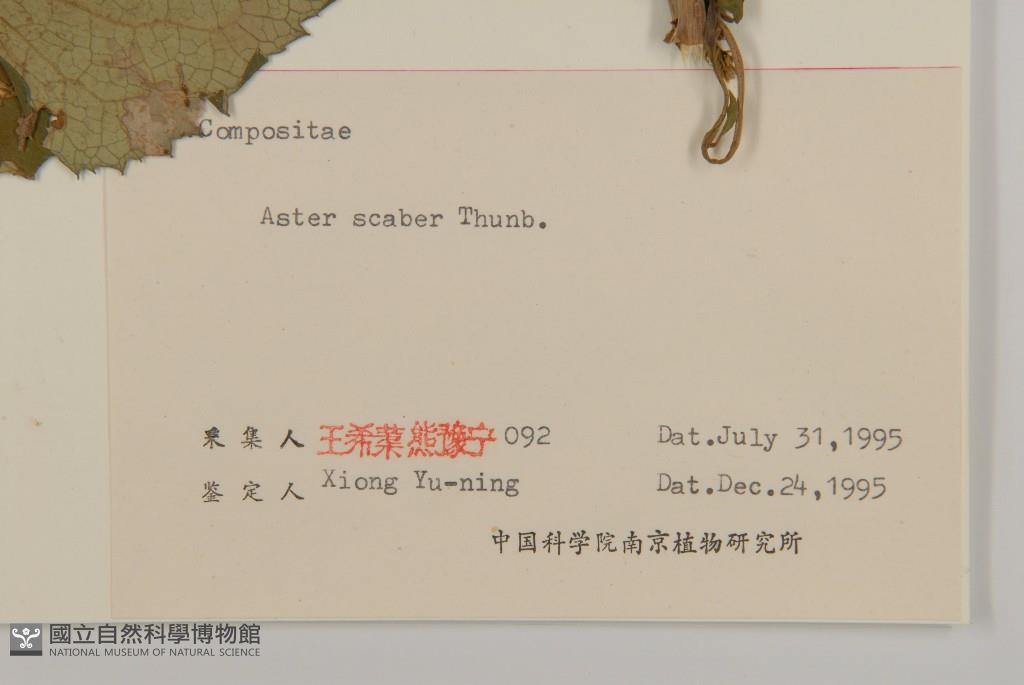 Compositae
Aster scaber Thunb.
采集人 王希蕖 熊豫宁 092 Dat.July 31,1995
鉴定人 Xiong Yu-ning Dat.Dec.24,1995
中国科学院南京植物研究所
國立自然科學博物館
NATIONAL MUSEUM OF NATURAL SCIENCE